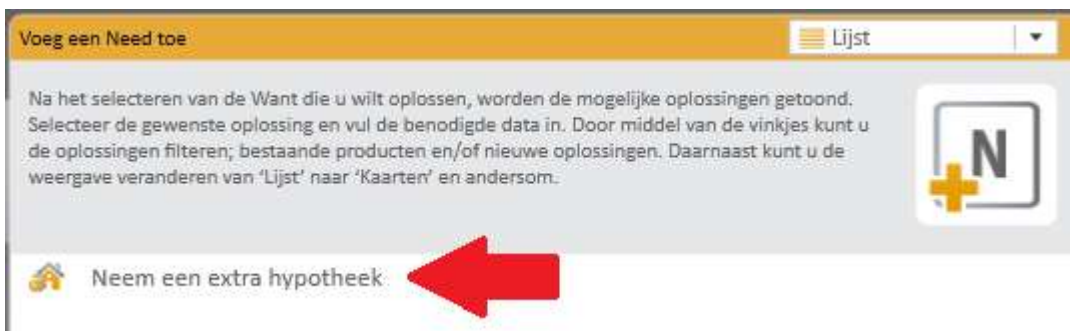 Voeg een Need toe
Lijst
Na het selecteren van de Want die u wilt oplossen, worden de mogelijke oplossingen getoond.
Selecteer de gewenste oplossing en vul de benodigde data in. Door middel van de vinkjes kunt u
de oplossingen filteren; bestaande producten en/of nieuwe oplossingen. Daarnaast kunt u de
weergave veranderen van ‘Lijst’ naar ‘Kaarten’ en andersom.
N
Neem een extra hypotheek